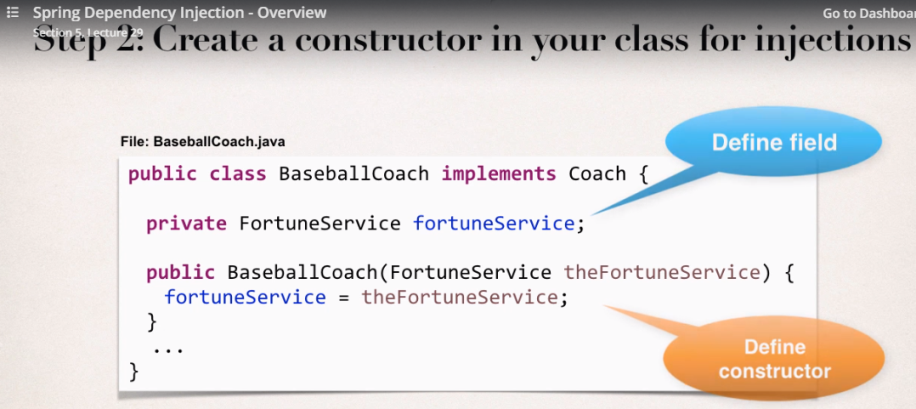 Spring Dependency Injection - Overview
Go to Dashboar
Section 5, Lecture 29
Step 2: Create a constructor in your class for injections
File: BaseballCoach.java
Define field
public class BaseballCoach implements Coach {
private FortuneService fortuneService;
public BaseballCoach(FortuneService theFortuneService) {
fortuneService = theFortuneService;
}
...
}
Define
constructor